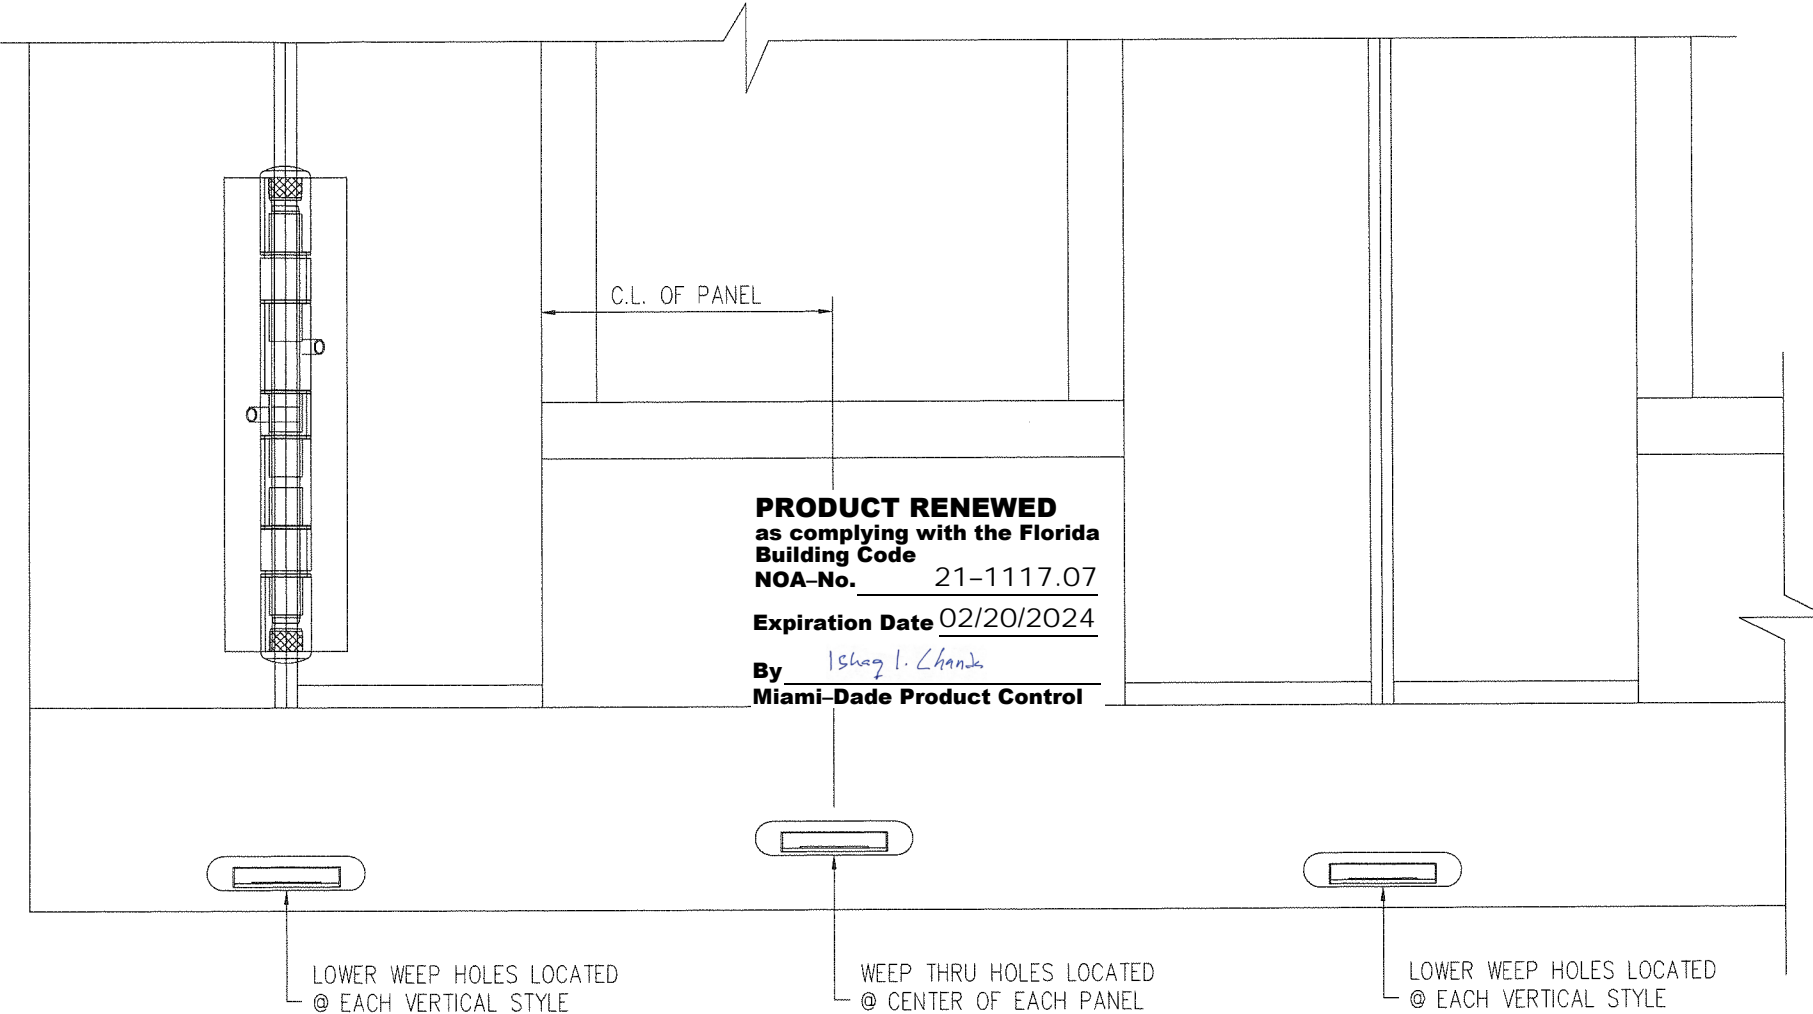 C.L. OF PANEL
PRODUCT RENEWED
as complying with the Florida
Building Code
NOA-No. 21-1117.07
Expiration Date 02/20/2024
By Ishaq I. Chanda
Miami-Dade Product Control
LOWER WEEP HOLES LOCATED
@ EACH VERTICAL STYLE
WEEP THRU HOLES LOCATED
@ CENTER OF EACH PANEL
LOWER WEEP HOLES LOCATED
@ EACH VERTICAL STYLE